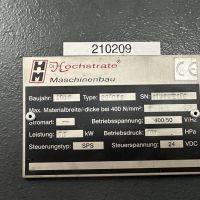 210209
HM Hochstrate®
Maschinenbau
CE
Baujahr: Type: SN:
Max. Materialbreite/dicke bei 400 N/mm²
Stromart: Betriebsspannung: 400/50 V/Hz
Leistung: kW Betriebsdruck: HPa
Steuerungstyp: SPS Steuerspannung: 24 VDC